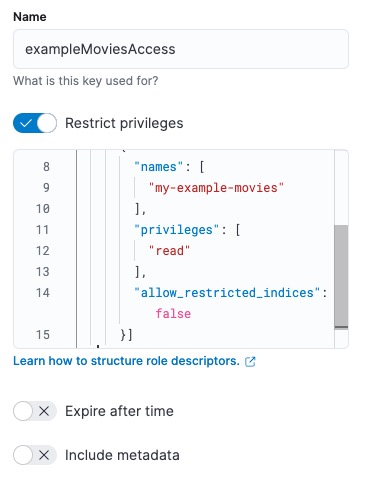 Name
exampleMoviesAccess
What is this key used for?
Restrict privileges
8 "names": [
9 "my-example-movies"
10 ],
11 "privileges": [
12 "read"
13 ],
14 "allow_restricted_indices":
false
15 }]
Learn how to structure role descriptors.
Expire after time
Include metadata